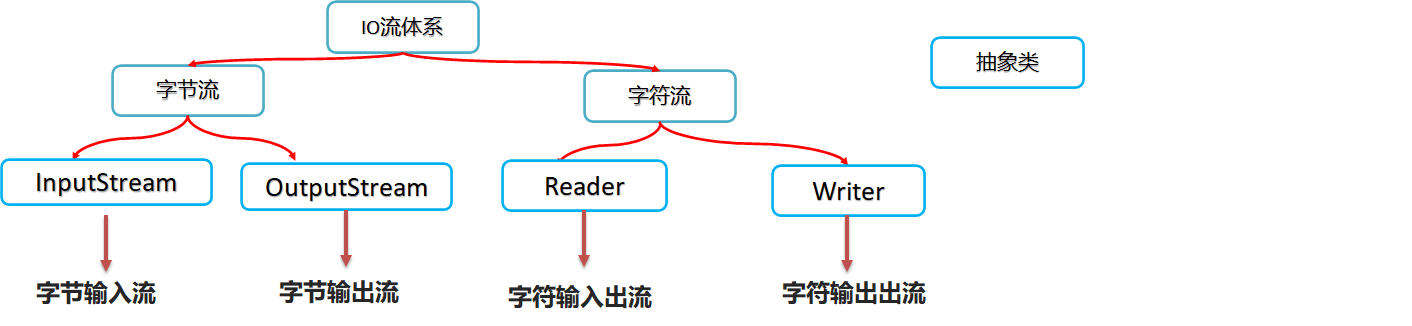 IO流体系
抽象类
字节流
字符流
InputStream
OutputStream
Reader
Writer
字节输入流
字节输出流
字符输入出流
字符输出出流